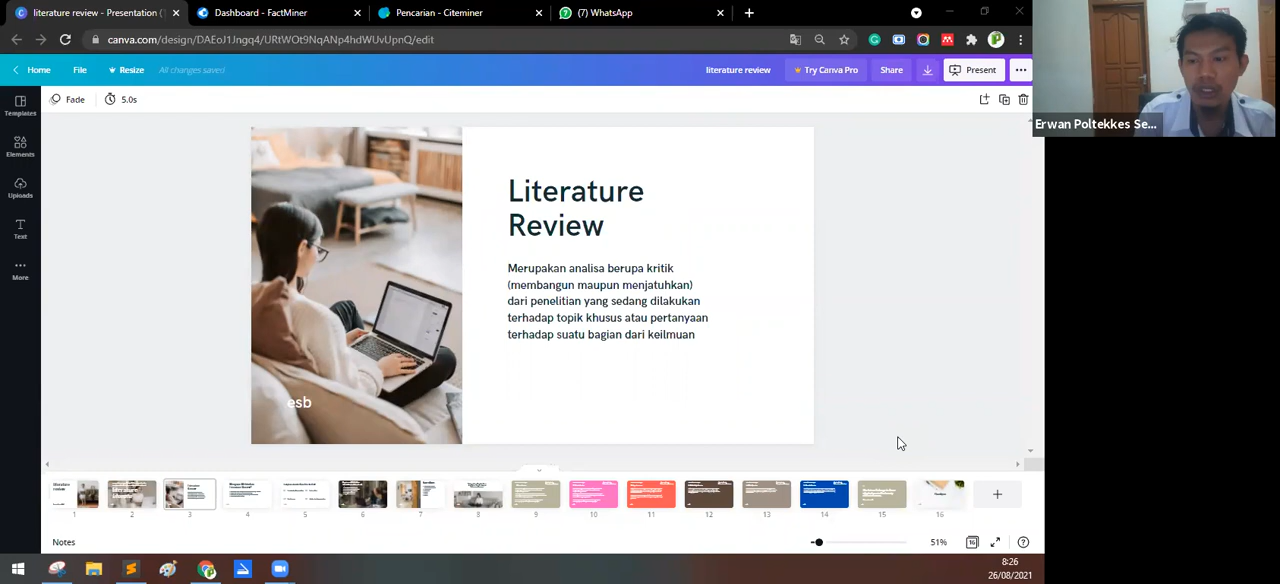 literature review - Presentation (
Dashboard - FactMiner
Pencarian - Citeminer
(7) WhatsApp
canva.com/design/DAEoJ1Jngq4/URtWOt9NqANp4hdWUvUpnQ/edit
Home
File
Resize
All changes saved
literature review
Try Canva Pro
Share
Present
Fade
5.0s
Templates
Elements
Uploads
Text
More
Literature
Review
Merupakan analisa berupa kritik
(membangun maupun menjatuhkan)
dari penelitian yang sedang dilakukan
terhadap topik khusus atau pertanyaan
terhadap suatu bagian dari keilmuan
esb
Erwan Poltekkes Se...
1 2 3 4 5 6 7 8 9 10 11 12 13 14 15 16
Notes
51%
16
8:26
26/08/2021